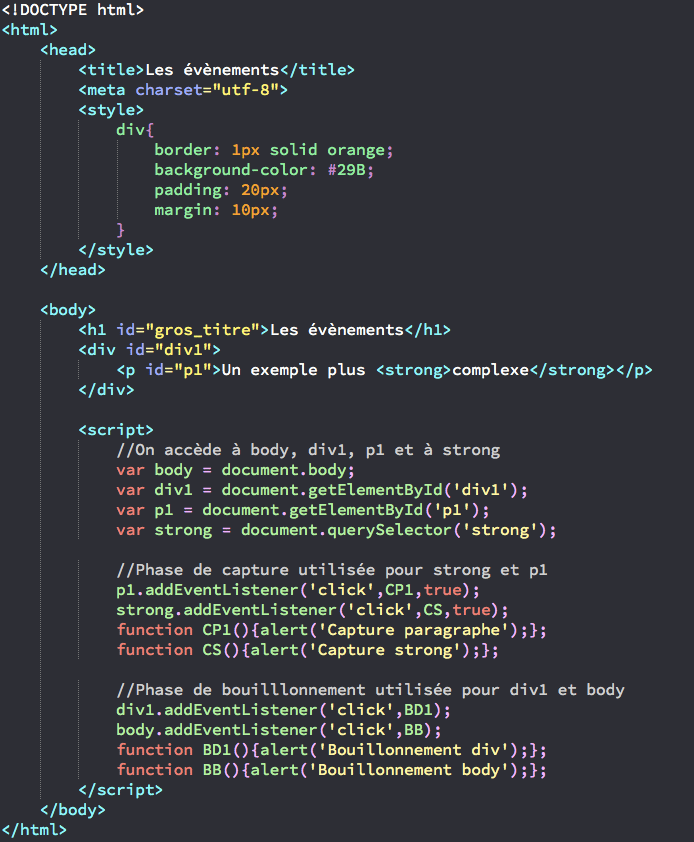 <!DOCTYPE html>
<html>
    <head>
        <title>Les évènements</title>
        <meta charset="utf-8">
        <style>
            div{
                border: 1px solid orange;
                background-color: #29B;
                padding: 20px;
                margin: 10px;
            }
        </style>
    </head>

    <body>
        <h1 id="gros_titre">Les évènements</h1>
        <div id="div1">
            <p id="p1">Un exemple plus <strong>complexe</strong></p>
        </div>

        <script>
            //On accède à body, div1, p1 et à strong
            var body = document.body;
            var div1 = document.getElementById('div1');
            var p1 = document.getElementById('p1');
            var strong = document.querySelector('strong');

            //Phase de capture utilisée pour strong et p1
            p1.addEventListener('click',CP1,true);
            strong.addEventListener('click',CS,true);
            function CP1(){alert('Capture paragraphe');};
            function CS(){alert('Capture strong');};

            //Phase de bouilllonnement utilisée pour div1 et body
            div1.addEventListener('click',BD1);
            body.addEventListener('click',BB);
            function BD1(){alert('Bouillonnement div');};
            function BB(){alert('Bouillonnement body');};
        </script>
    </body>
</html>